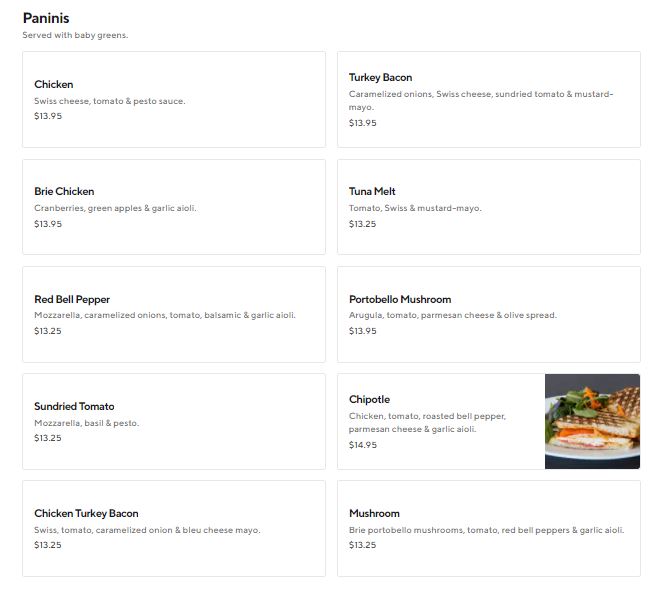 Paninis
Served with baby greens.
Chicken
Swiss cheese, tomato & pesto sauce.
$13.95
Turkey Bacon
Caramelized onions, Swiss cheese, sundried tomato & mustard-
mayo.
$13.95
Brie Chicken
Cranberries, green apples & garlic aioli.
$13.95
Tuna Melt
Tomato, Swiss & mustard-mayo.
$13.25
Red Bell Pepper
Mozzarella, caramelized onions, tomato, balsamic & garlic aioli.
$13.25
Portobello Mushroom
Arugula, tomato, parmesan cheese & olive spread.
$13.95
Sundried Tomato
Mozzarella, basil & pesto.
$13.25
Chipotle
Chicken, tomato, roasted bell pepper,
parmesan cheese & garlic aioli.
$14.95
Chicken Turkey Bacon
Swiss, tomato, caramelized onion & bleu cheese mayo.
$13.25
Mushroom
Brie portobello mushrooms, tomato, red bell peppers & garlic aioli.
$13.25